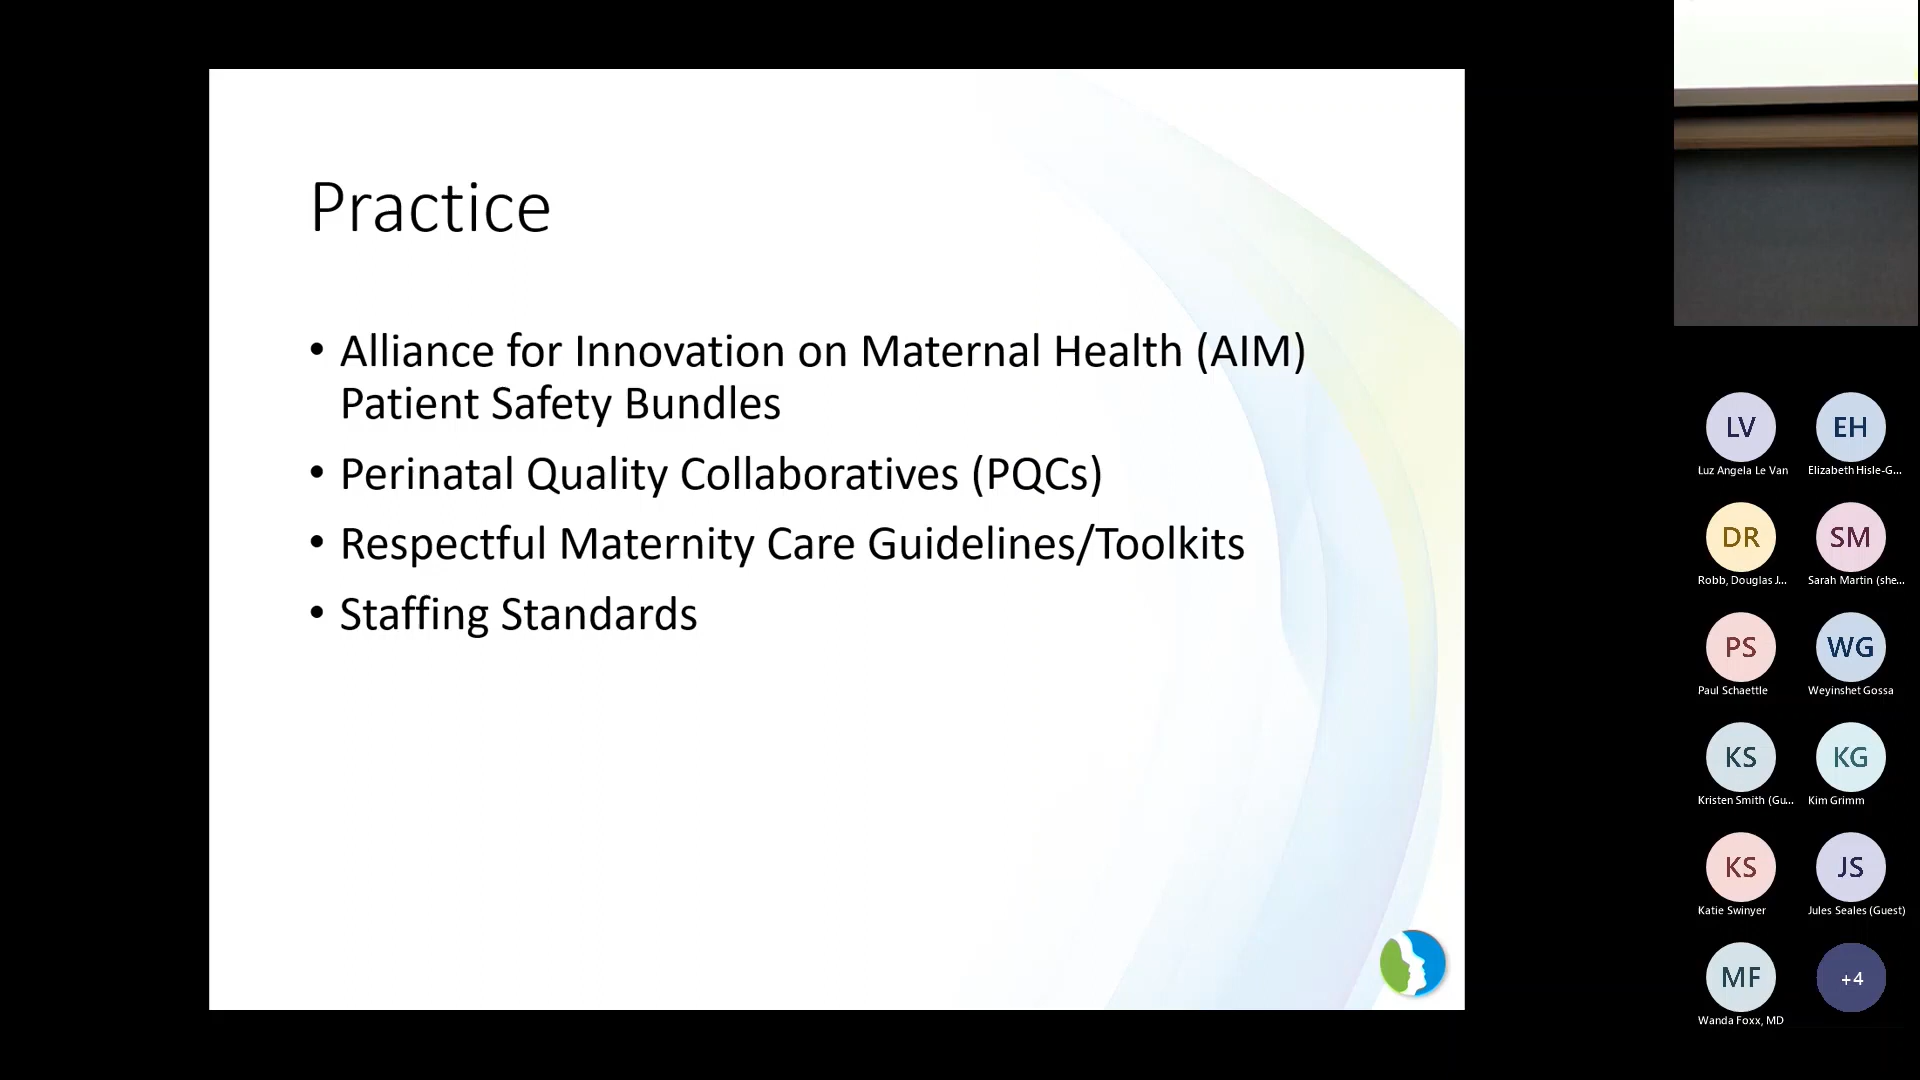 Practice
• Alliance for Innovation on Maternal Health (AIM)
Patient Safety Bundles
• Perinatal Quality Collaboratives (PQCs)
• Respectful Maternity Care Guidelines/Toolkits
• Staffing Standards
LV
Luz Angela Le Van
EH
Elizabeth Hisle-G...
DR
Robb, Douglas J...
SM
Sarah Martin (she...
PS
Paul Schaettle
WG
Weyinshet Gossa
KS
Kristen Smith (Gu...
KG
Kim Grimm
KS
Katie Swinyer
JS
Jules Seales (Guest)
MF
Wanda Foxx, MD
+4